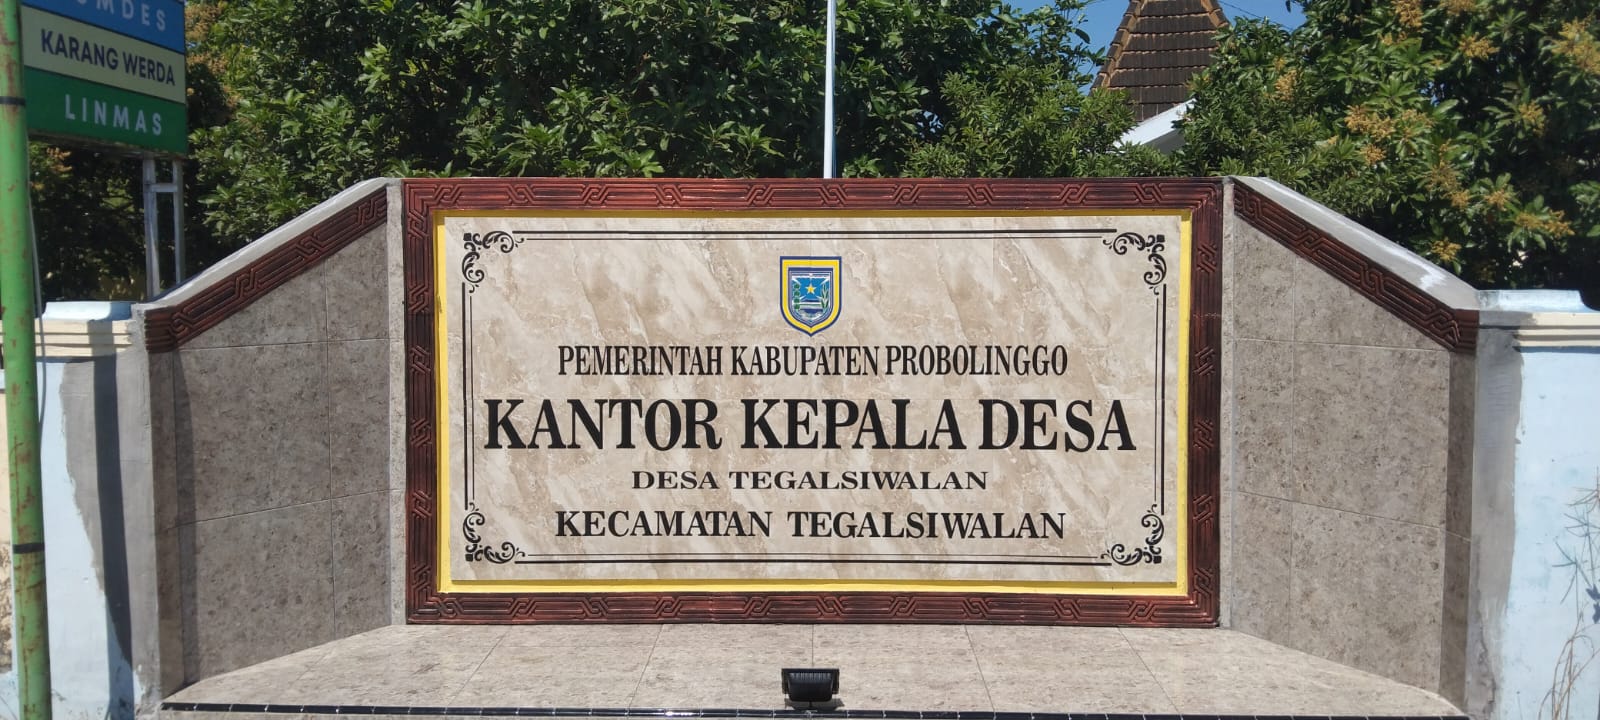 KARANG WERDA
LINMAS
PEMERINTAH KABUPATEN PROBOLINGGO
KANTOR KEPALA DESA
DESA TEGALSIWALAN
KECAMATAN TEGALSIWALAN